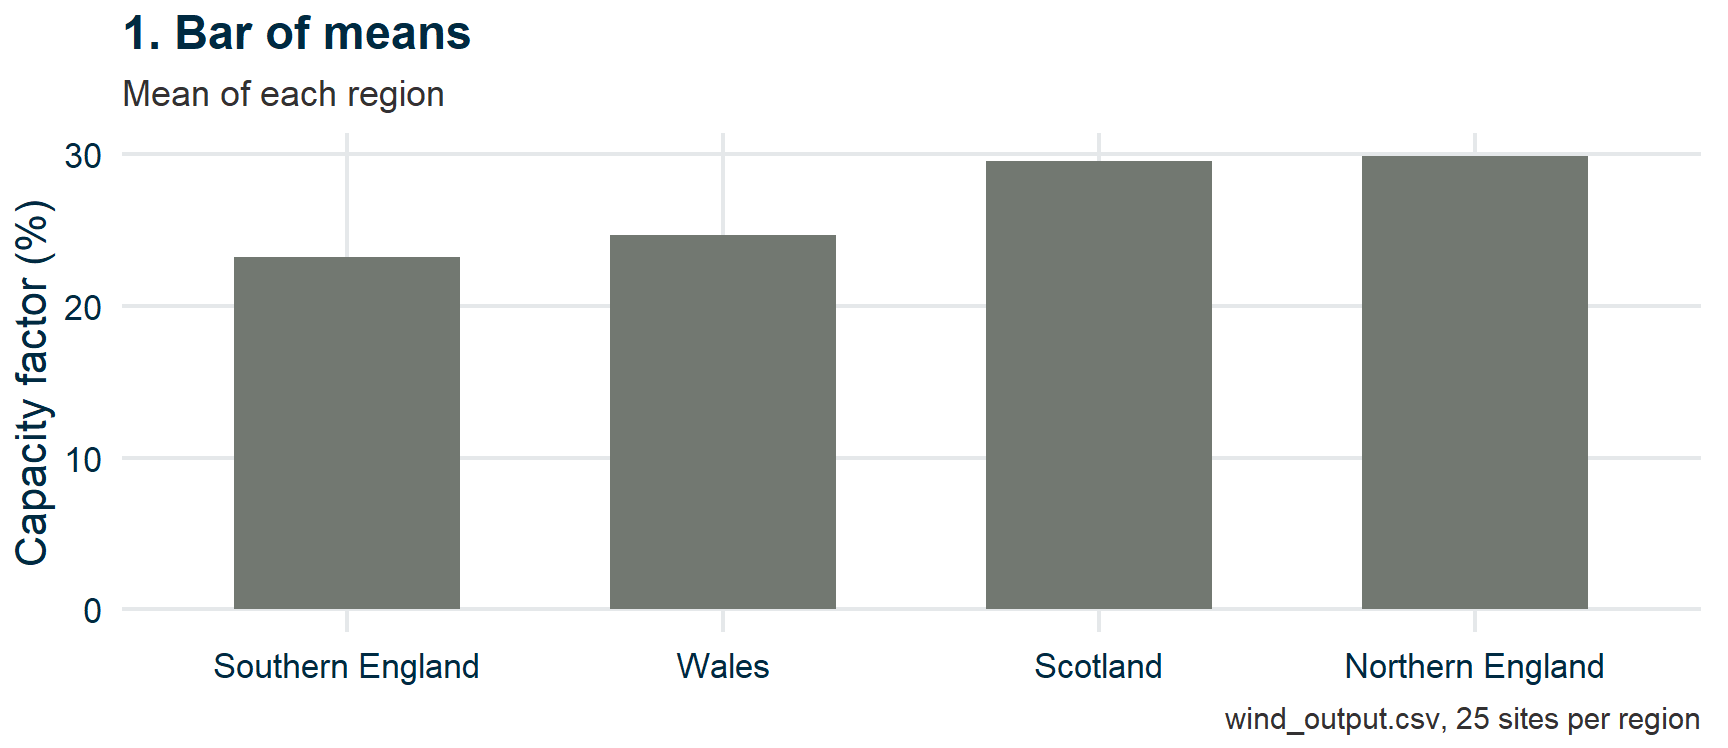 1. Bar of means
Mean of each region
Capacity factor (%)
30
20
10
0
Southern England
Wales
Scotland
Northern England
wind_output.csv, 25 sites per region